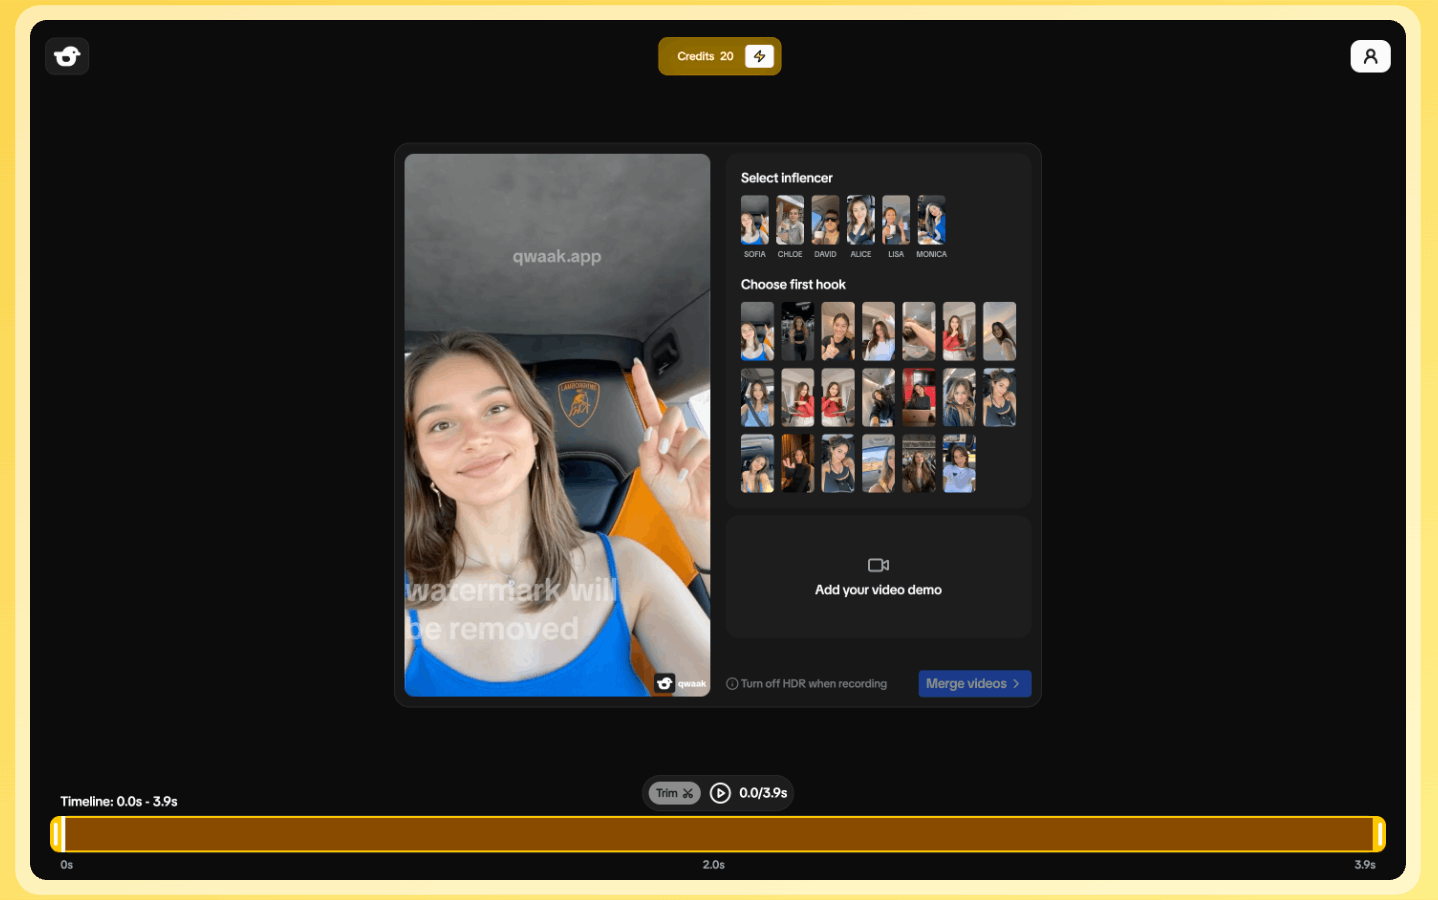 Credits 20
qwaak.app
LAMBORGHINI
watermark will
be removed
qwaak
Select inflencer
SOFIA CHLOE DAVID ALICE LISA MONICA
Choose first hook
Add your video demo
Turn off HDR when recording
Merge videos
Trim
0.0/3.9s
Timeline: 0.0s - 3.9s
0s 2.0s 3.9s